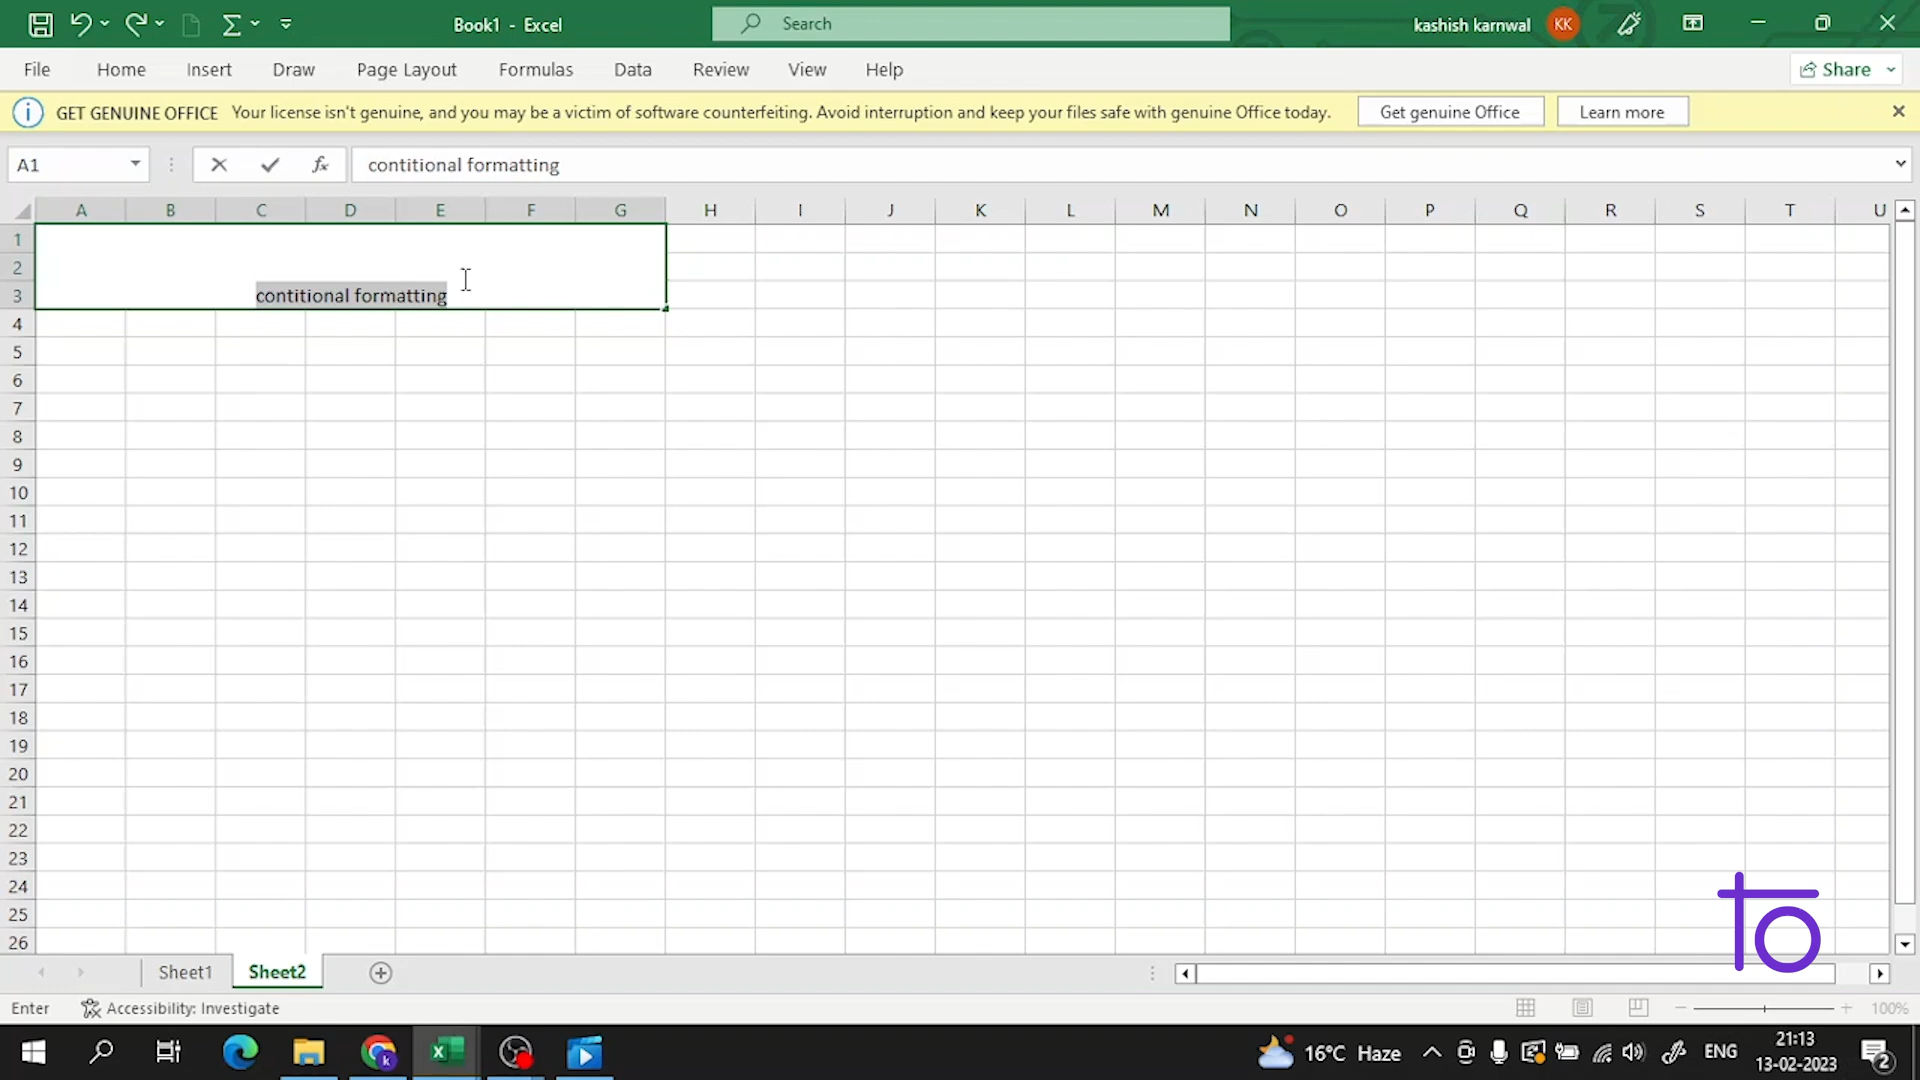 Book1 - Excel
Search
kashish karnwal KK
File Home Insert Draw Page Layout Formulas Data Review View Help Share
GET GENUINE OFFICE Your license isn't genuine, and you may be a victim of software counterfeiting. Avoid interruption and keep your files safe with genuine Office today. Get genuine Office Learn more
A1 fx contitional formatting
A B C D E F G H I J K L M N O P Q R S T U
1
2
3 contitional formatting
4
5
6
7
8
9
10
11
12
13
14
15
16
17
18
19
20
21
22
23
24
25
26
to
Sheet1 Sheet2
Enter Accessibility: Investigate 100%
16°C Haze ENG 21:13
13-02-2023 2